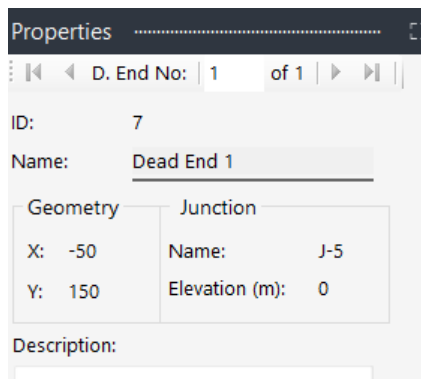 Properties
D. End No: 1 of 1
ID: 7
Name: Dead End 1
Geometry Junction
X: -50 Name: J-5
Y: 150 Elevation (m): 0
Description: